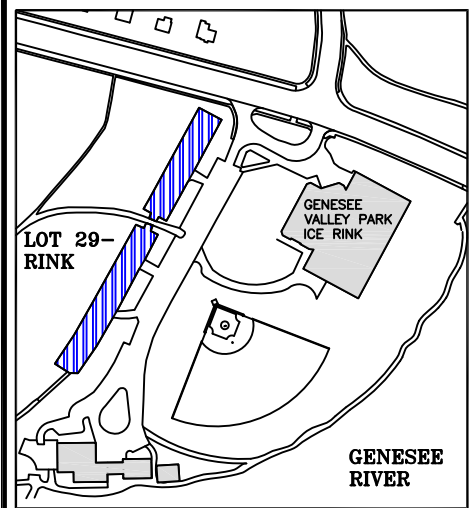 GENESEE
VALLEY PARK
ICE RINK
LOT 29-
RINK
GENESEE
RIVER